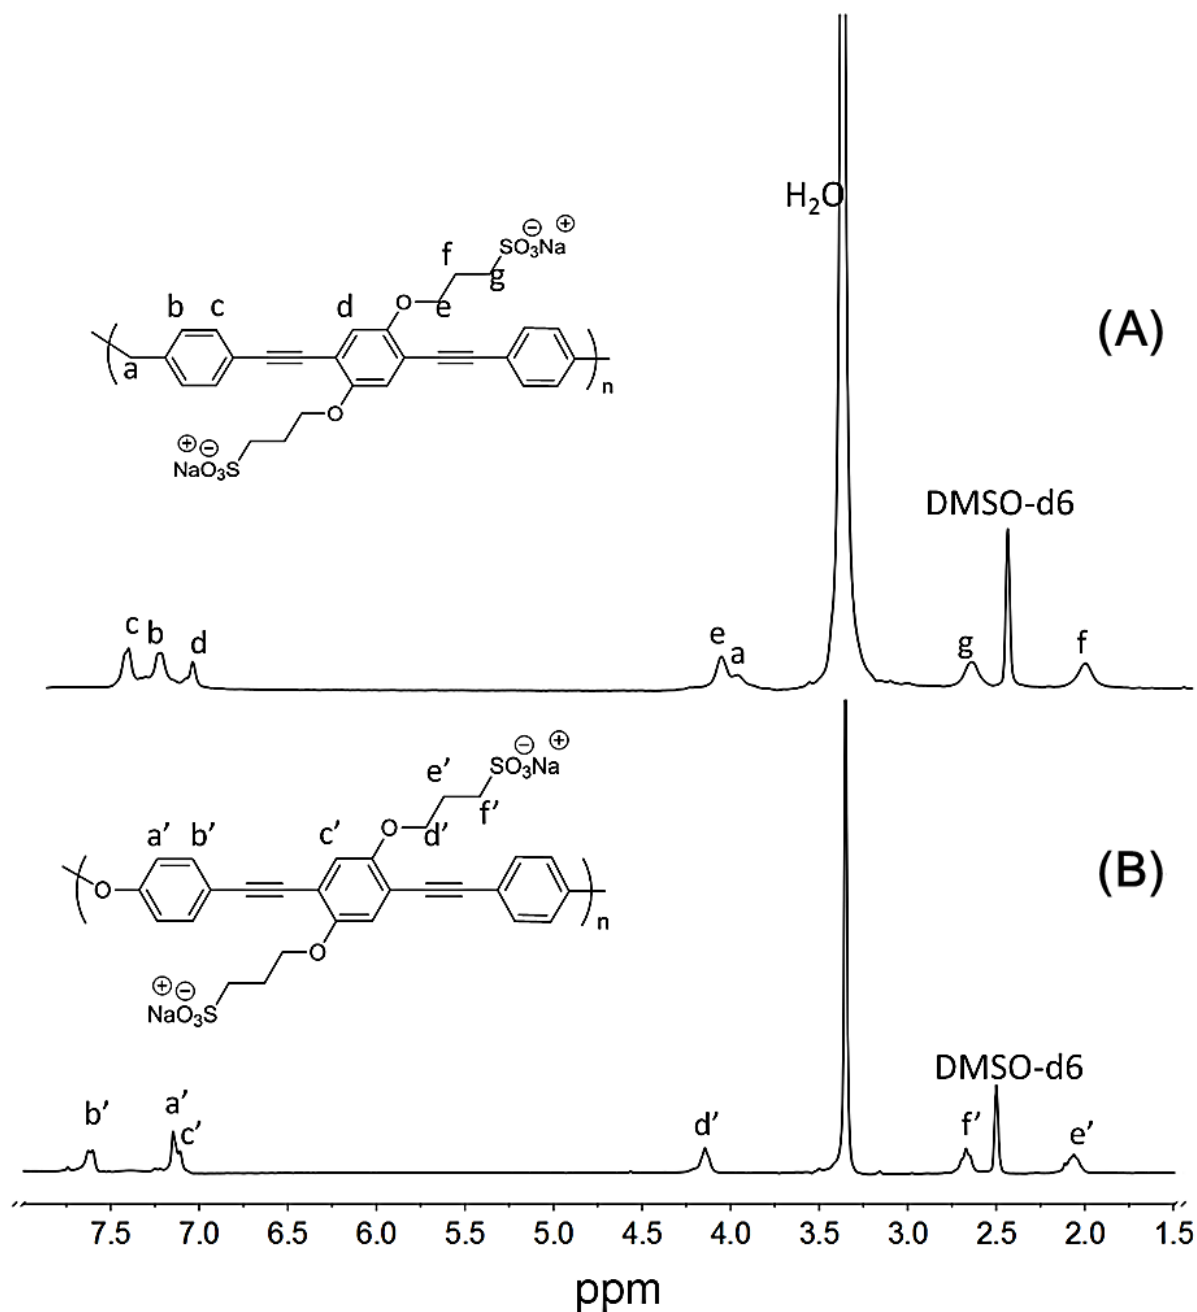 H2O
(A)
f
SO3Na
⊖ ⊕
g
b c d O e
a
n
O
⊕ ⊖
NaO3S
DMSO-d6
c b d e a g f
e’
SO3Na
⊖ ⊕
f’
a’ b’ c’ O d’
(B)
O
n
O
⊕ ⊖
NaO3S
DMSO-d6
b’ a’ c’ d’ f’ e’
7.5 7.0 6.5 6.0 5.5 5.0 4.5 4.0 3.5 3.0 2.5 2.0 1.5
ppm